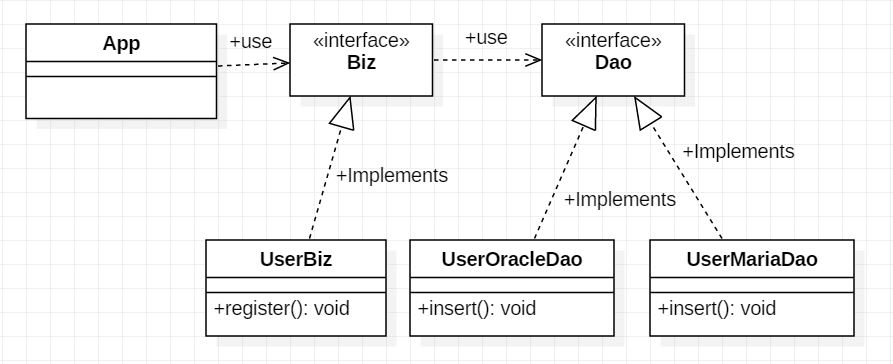 App
+use
«interface»
Biz
+use
«interface»
Dao
+Implements
+Implements
+Implements
UserBiz
+register(): void
UserOracleDao
+insert(): void
UserMariaDao
+insert(): void